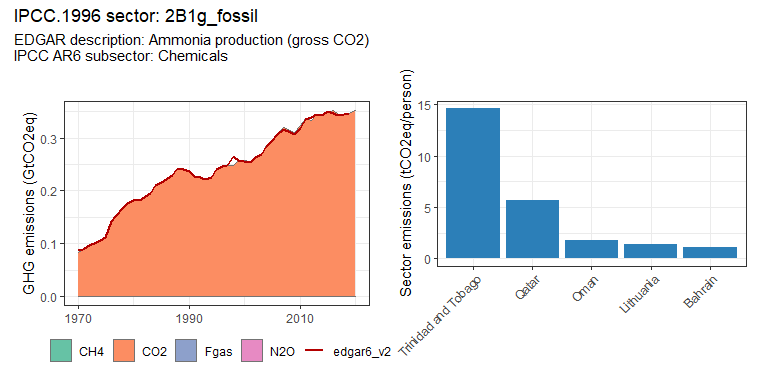 IPCC.1996 sector: 2B1g_fossil
EDGAR description: Ammonia production (gross CO2)
IPCC AR6 subsector: Chemicals
GHG emissions (GtCO2eq)
0.3
0.2
0.1
0.0
1970
1990
2010
CH4
CO2
Fgas
N2O
edgar6_v2
Sector emissions (tCO2eq/person)
15
10
5
0
Trinidad and Tobago
Qatar
Oman
Lithuania
Bahrain